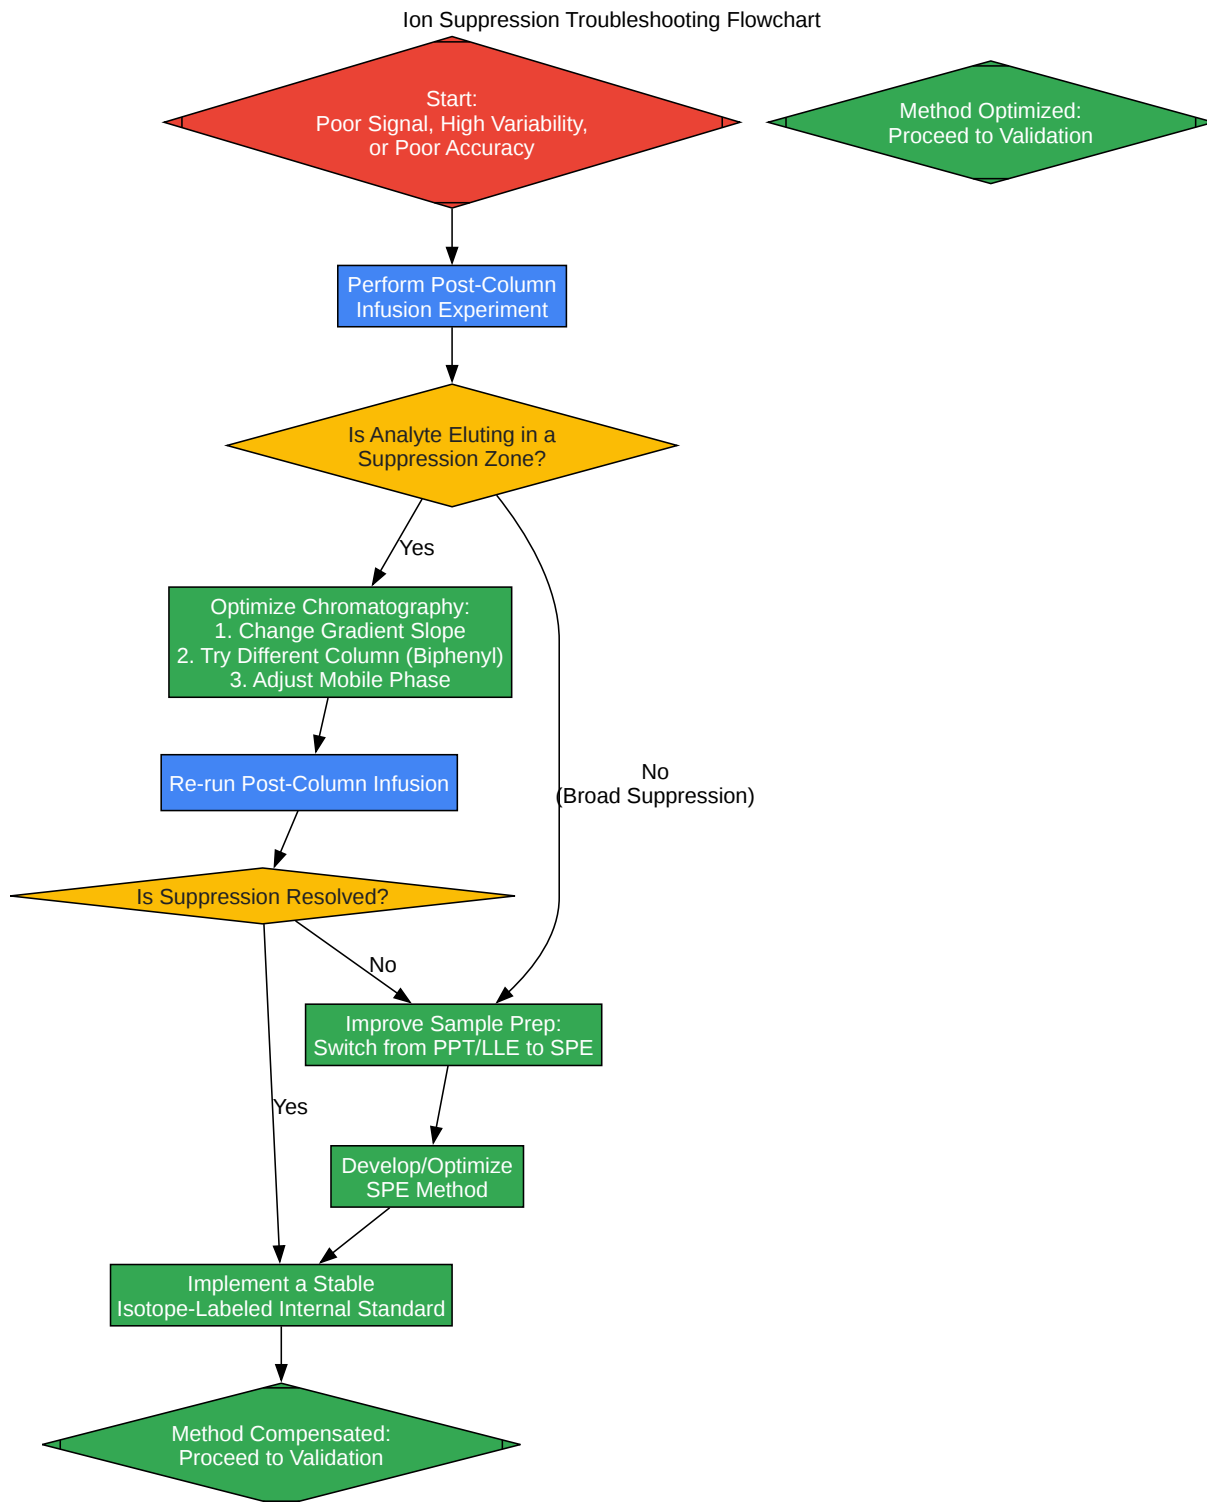 Ion Suppression Troubleshooting Flowchart
Start:
Poor Signal, High Variability,
or Poor Accuracy
Method Optimized:
Proceed to Validation
Perform Post-Column
Infusion Experiment
Is Analyte Eluting in a
Suppression Zone?
Yes
Optimize Chromatography:
1. Change Gradient Slope
2. Try Different Column (Biphenyl)
3. Adjust Mobile Phase
Re-run Post-Column Infusion
No
(Broad Suppression)
Is Suppression Resolved?
No
Improve Sample Prep:
Switch from PPT/LLE to SPE
Yes
Develop/Optimize
SPE Method
Implement a Stable
Isotope-Labeled Internal Standard
Method Compensated:
Proceed to Validation